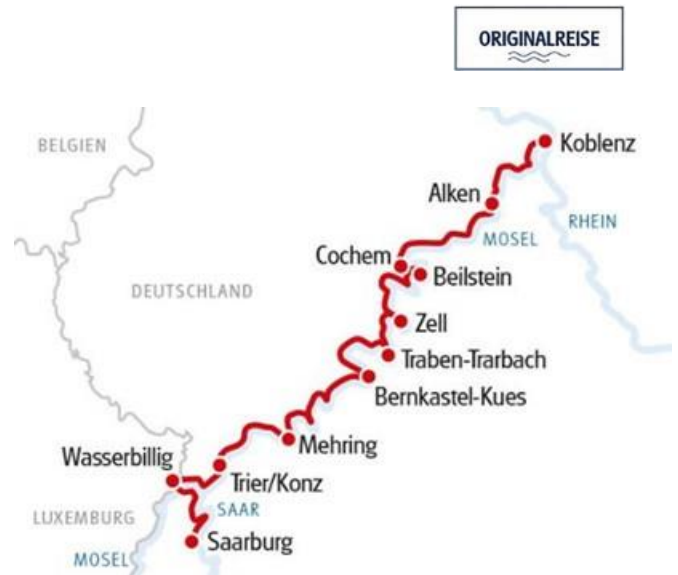 ORIGINALREISE
BELGIEN
Koblenz
Alken
RHEIN
MOSEL
Cochem
Beilstein
DEUTSCHLAND
Zell
Traben-Trarbach
Bernkastel-Kues
Mehring
Wasserbillig
Trier/Konz
SAAR
LUXEMBURG
Saarburg
MOSEL